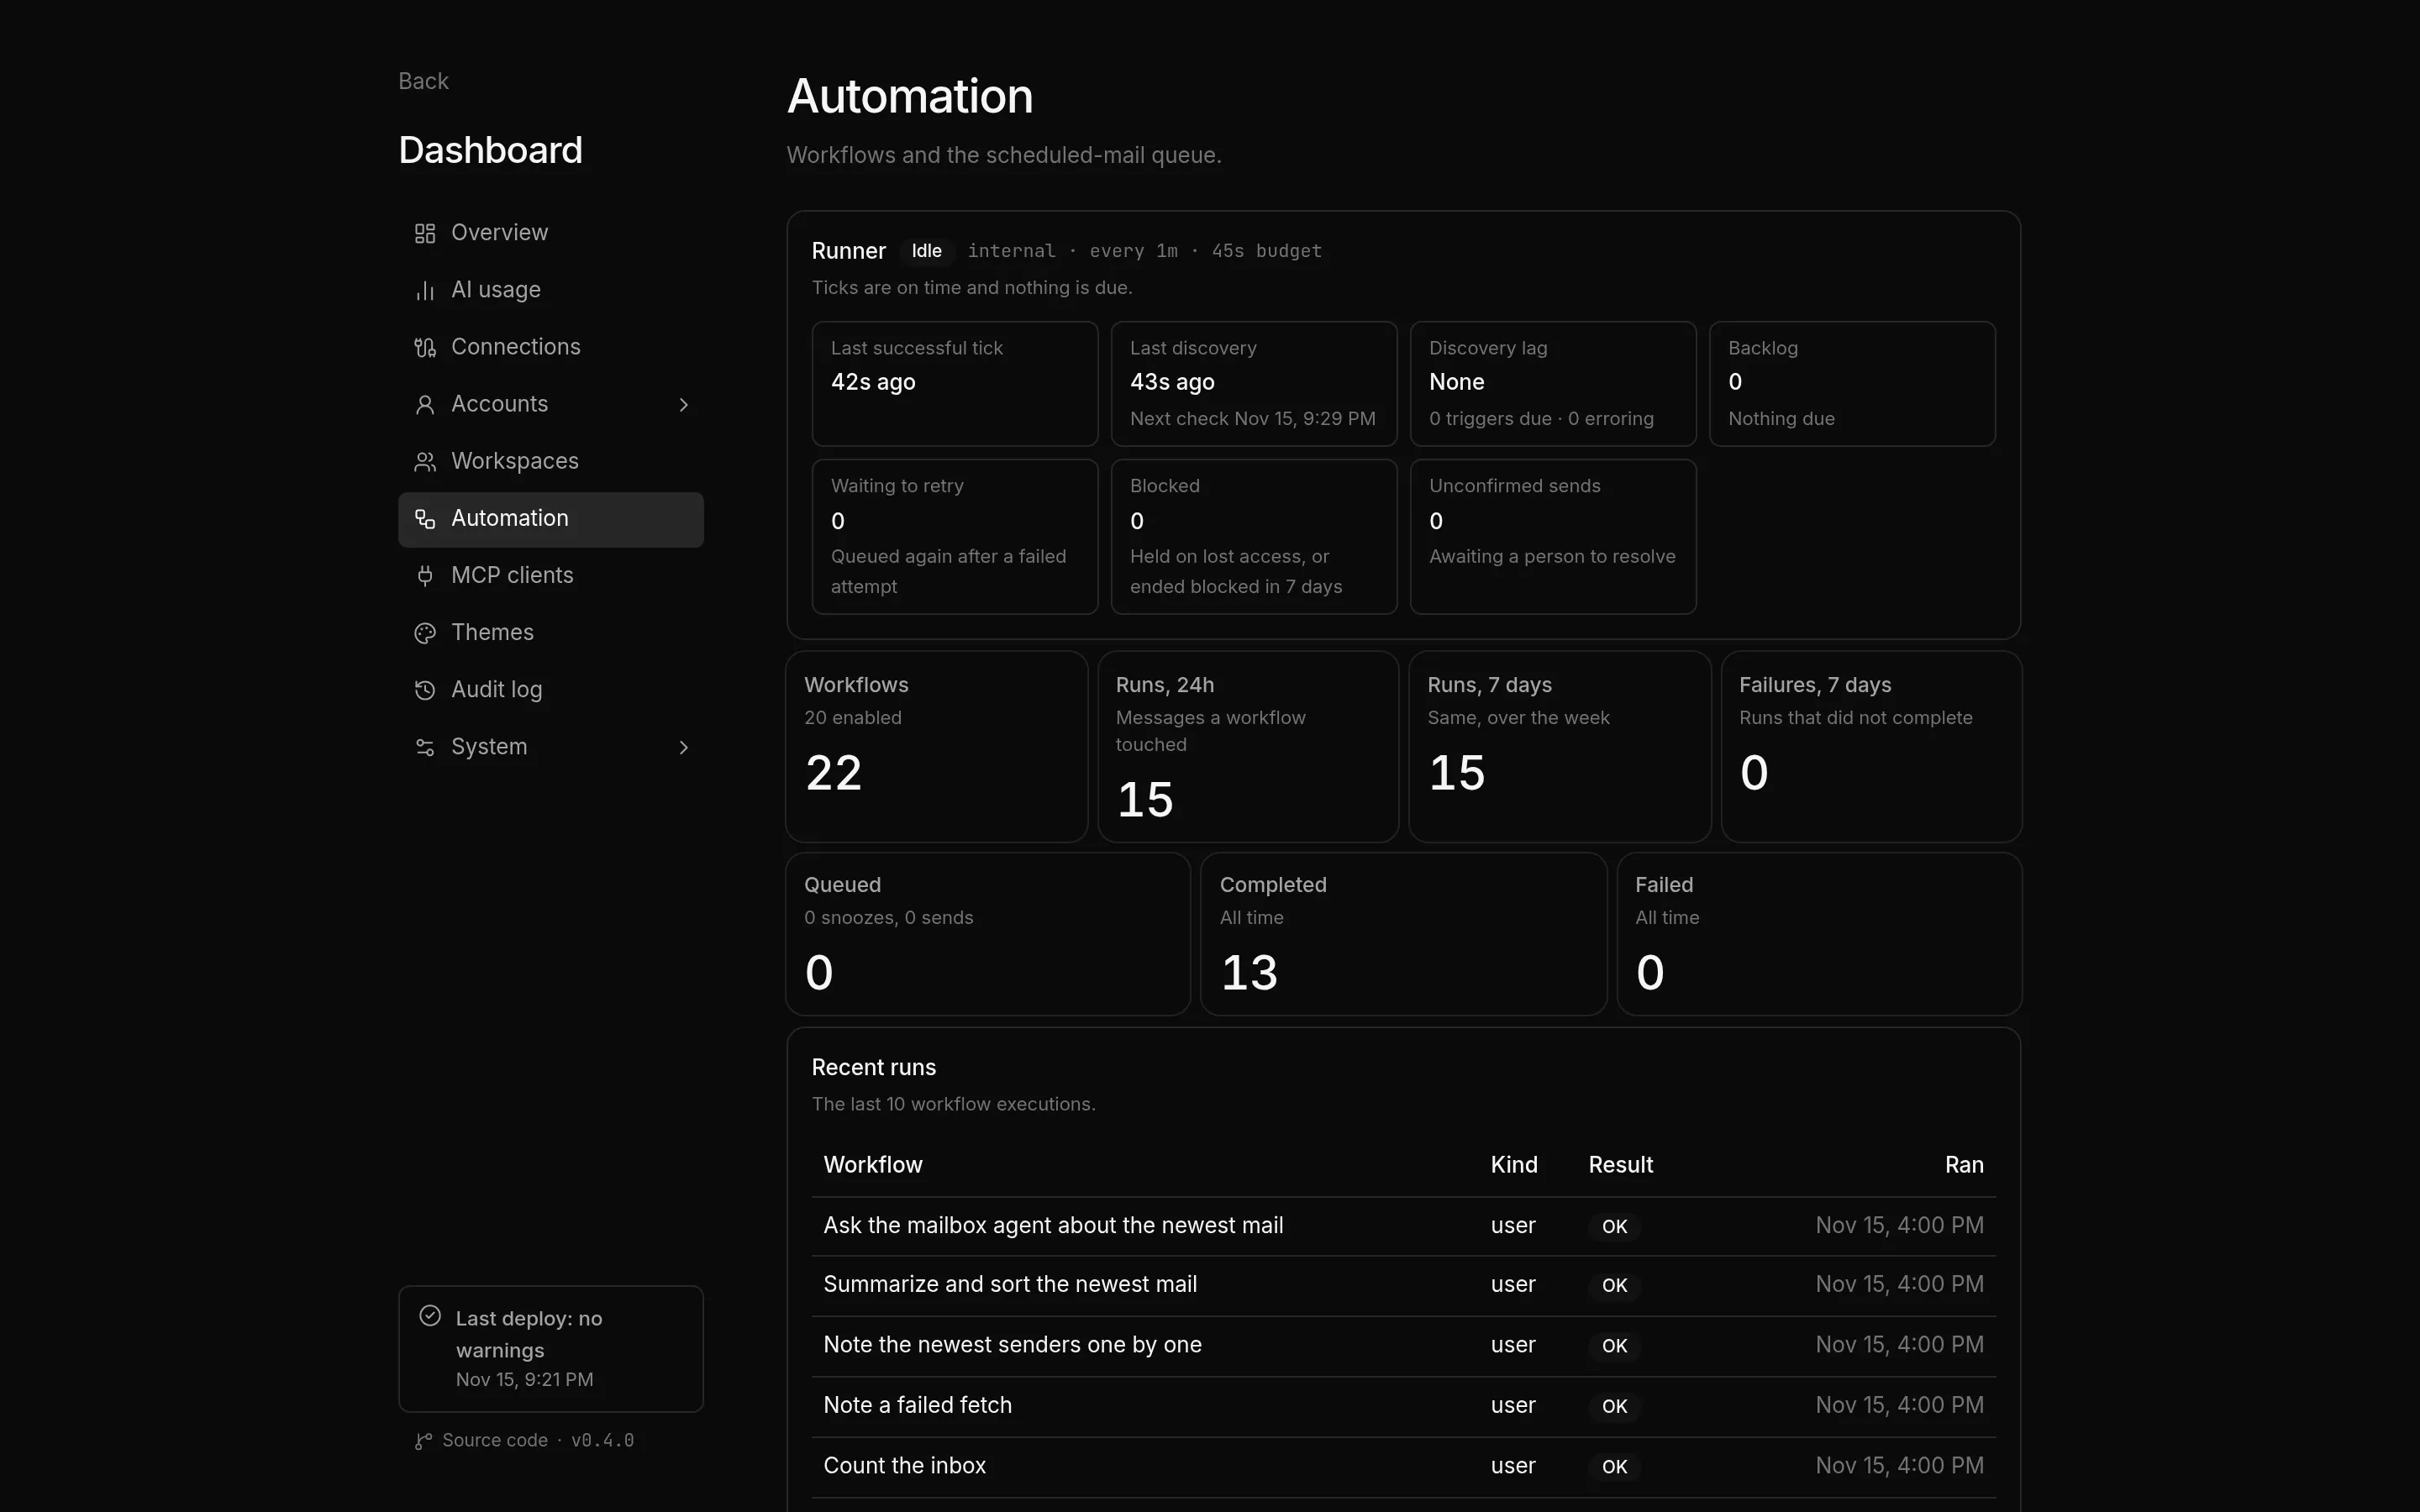 Back
Dashboard
Overview
AI usage
Connections
Accounts
Workspaces
Automation
MCP clients
Themes
Audit log
System
Last deploy: no
warnings
Nov 15, 9:21 PM
Source code · v0.4.0
Automation
Workflows and the scheduled-mail queue.
Runner Idle internal · every 1m · 45s budget
Ticks are on time and nothing is due.
Last successful tick
42s ago
Last discovery
43s ago
Next check Nov 15, 9:29 PM
Discovery lag
None
0 triggers due · 0 erroring
Backlog
0
Nothing due
Waiting to retry
0
Queued again after a failed
attempt
Blocked
0
Held on lost access, or
ended blocked in 7 days
Unconfirmed sends
0
Awaiting a person to resolve
Workflows
20 enabled
22
Runs, 24h
Messages a workflow
touched
15
Runs, 7 days
Same, over the week
15
Failures, 7 days
Runs that did not complete
0
Queued
0 snoozes, 0 sends
0
Completed
All time
13
Failed
All time
0
Recent runs
The last 10 workflow executions.
Workflow Kind Result Ran
Ask the mailbox agent about the newest mail user OK Nov 15, 4:00 PM
Summarize and sort the newest mail user OK Nov 15, 4:00 PM
Note the newest senders one by one user OK Nov 15, 4:00 PM
Note a failed fetch user OK Nov 15, 4:00 PM
Count the inbox user OK Nov 15, 4:00 PM